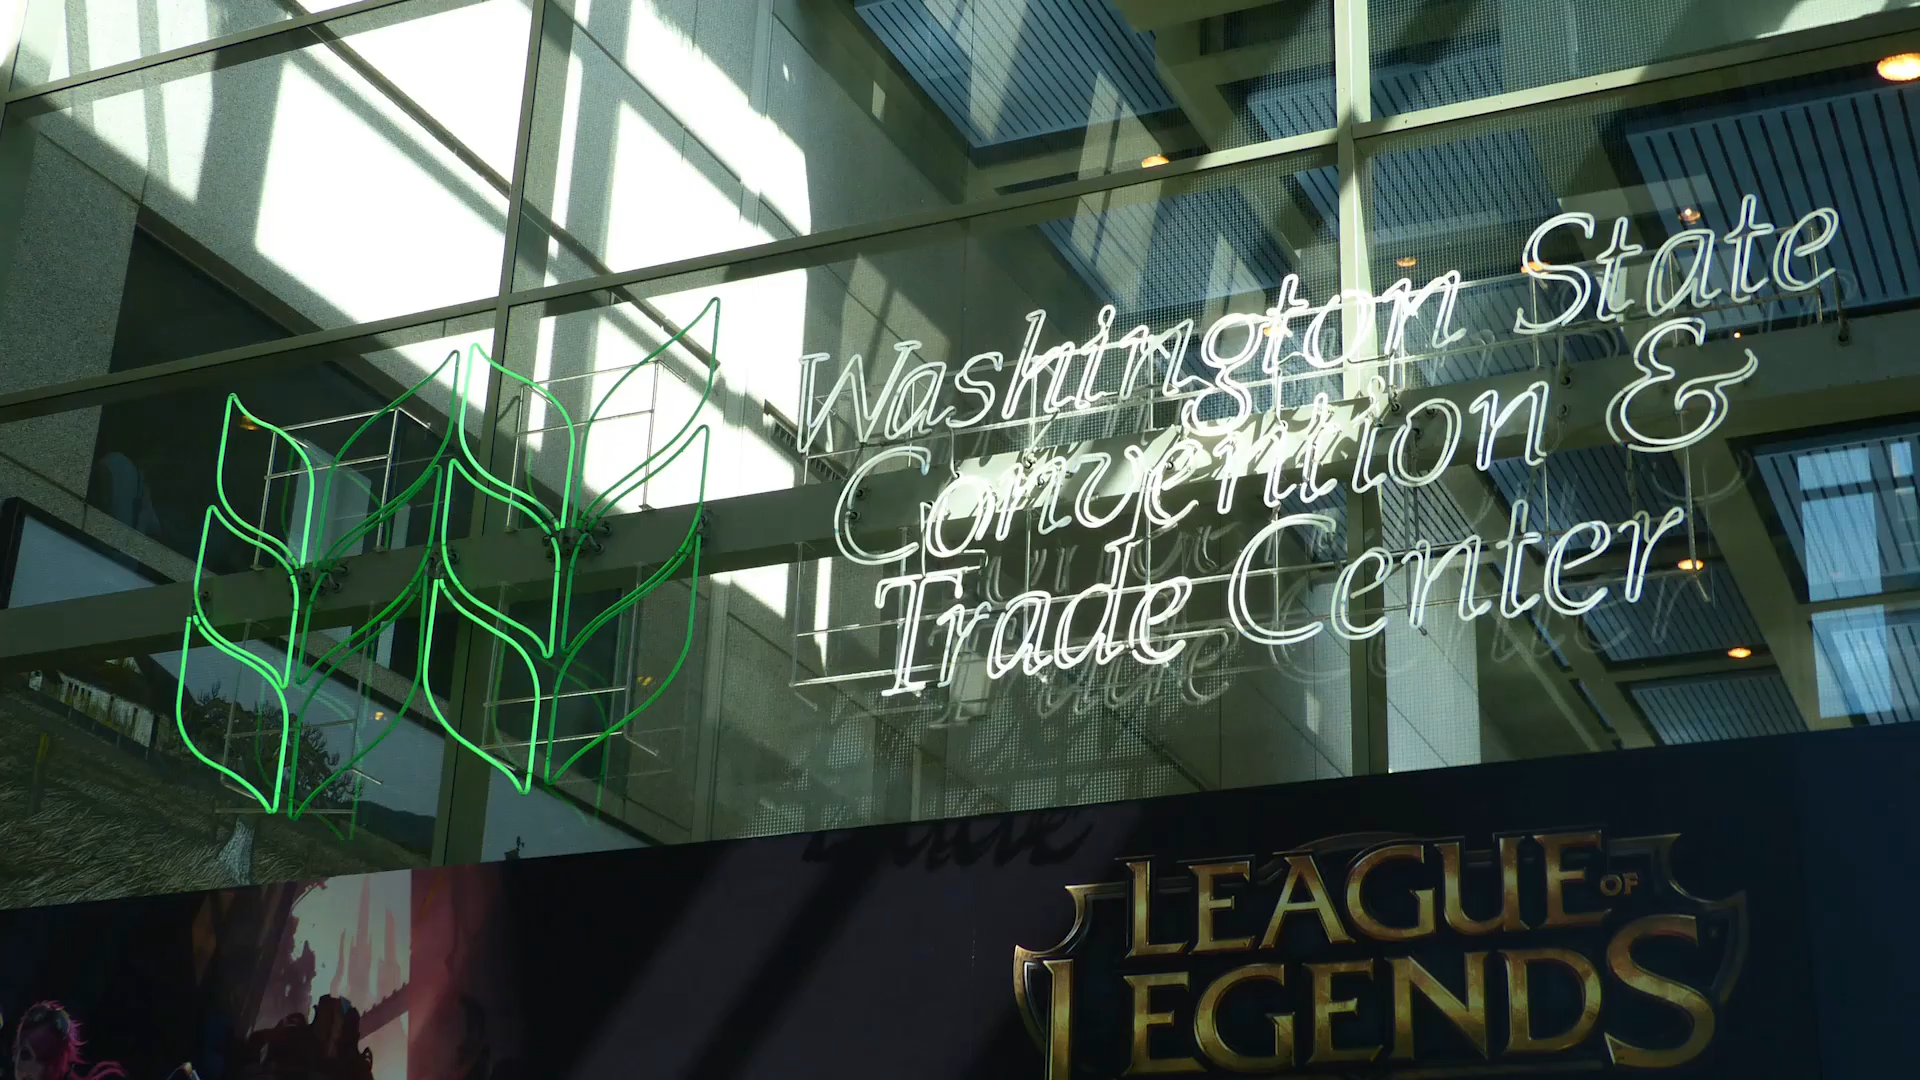 Washington State
Convention &
Trade Center
LEAGUE OF
LEGENDS